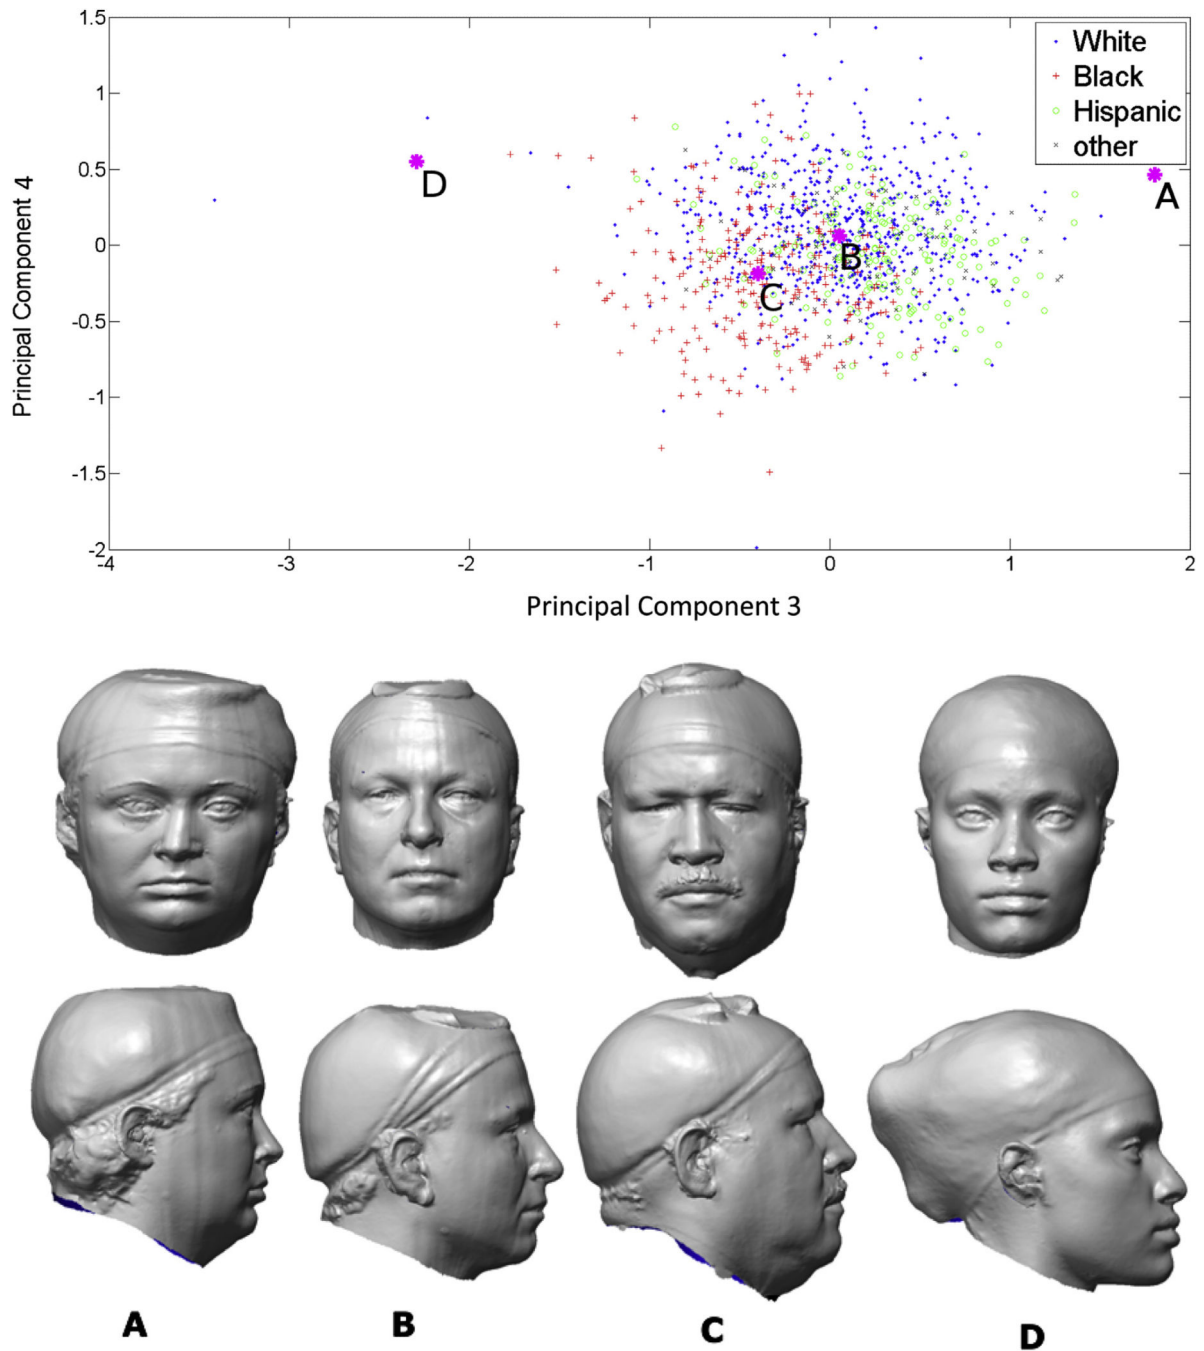 1.5
1
0.5
0
-0.5
-1
-1.5
-2
Principal Component 4
White
Black
Hispanic
other
A
B
C
D
-4
-3
-2
-1
0
1
2
Principal Component 3
A
B
C
D